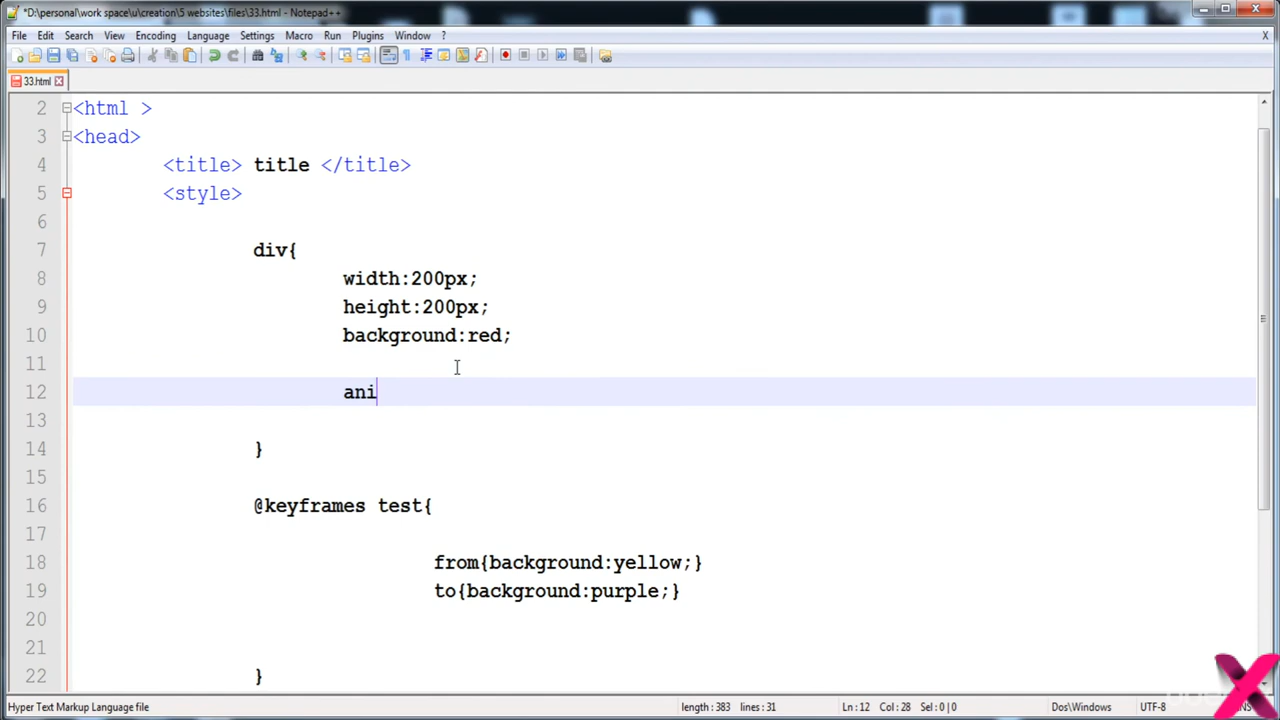 *D:\personal\work space\u\creation\5 websites\files\33.html - Notepad++
File Edit Search View Encoding Language Settings Macro Run Plugins Window ? X
33.html
2 <html >
3 <head>
4 <title> title </title>
5 <style>
6
7 div{
8 width:200px;
9 height:200px;
10 background:red;
11
12 ani
13
14 }
15
16 @keyframes test{
17
18 from{background:yellow;}
19 to{background:purple;}
20
21
22 }
Hyper Text Markup Language file length : 383 lines : 31 Ln : 12 Col : 28 Sel : 0 | 0 Dos\Windows UTF-8